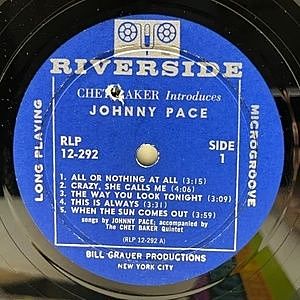 RIVERSIDE
CHET BAKER Introduces
JOHNNY PACE
LONG PLAYING
MICROGROOVE
RLP
12-292
SIDE
1
1. ALL OR NOTHING AT ALL (3:15)
2. CRAZY, SHE CALLS ME (4:06)
3. THE WAY YOU LOOK TONIGHT (3:09)
4. THIS IS ALWAYS (3:31)
5. WHEN THE SUN COMES OUT (3:59)
songs by JOHNNY PACE; accompanied by
The CHET BAKER Quintet
(RLP 12-292 A)
BILL GRAUER PRODUCTIONS
NEW YORK CITY